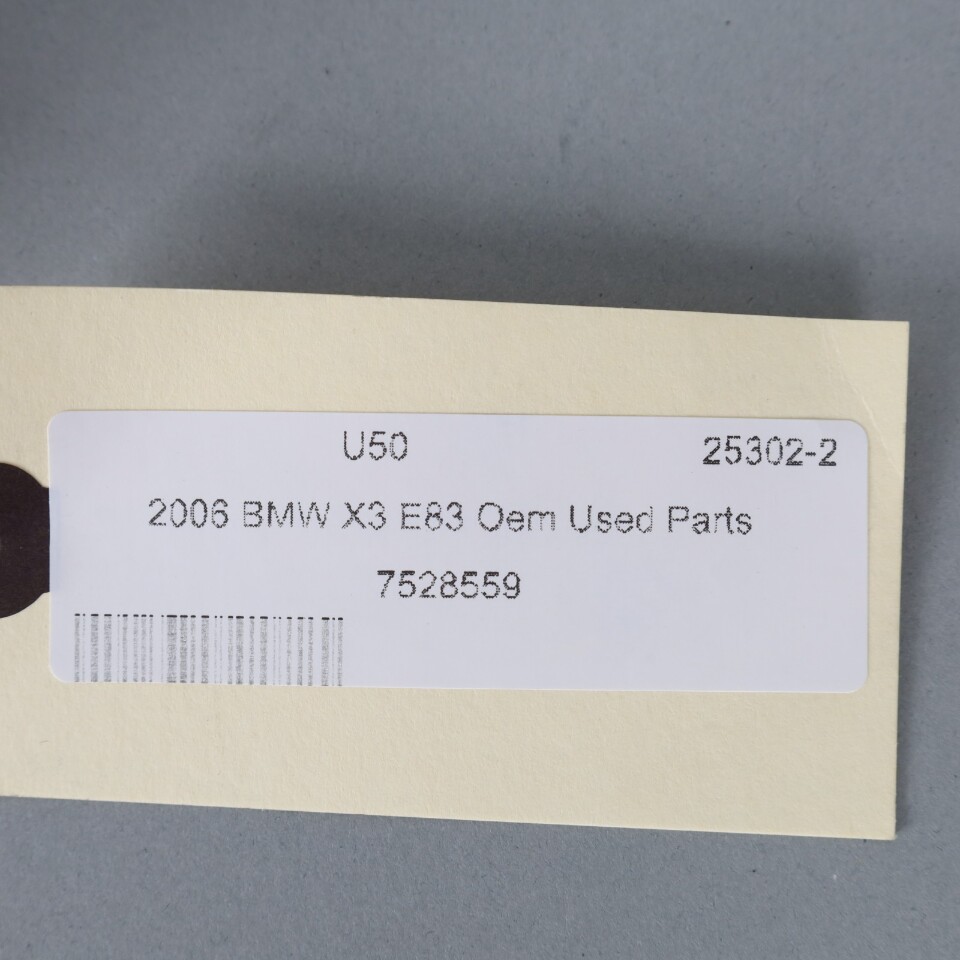 U50 25302-2
2006 BMW X3 E83 Oem Used Parts
7528559